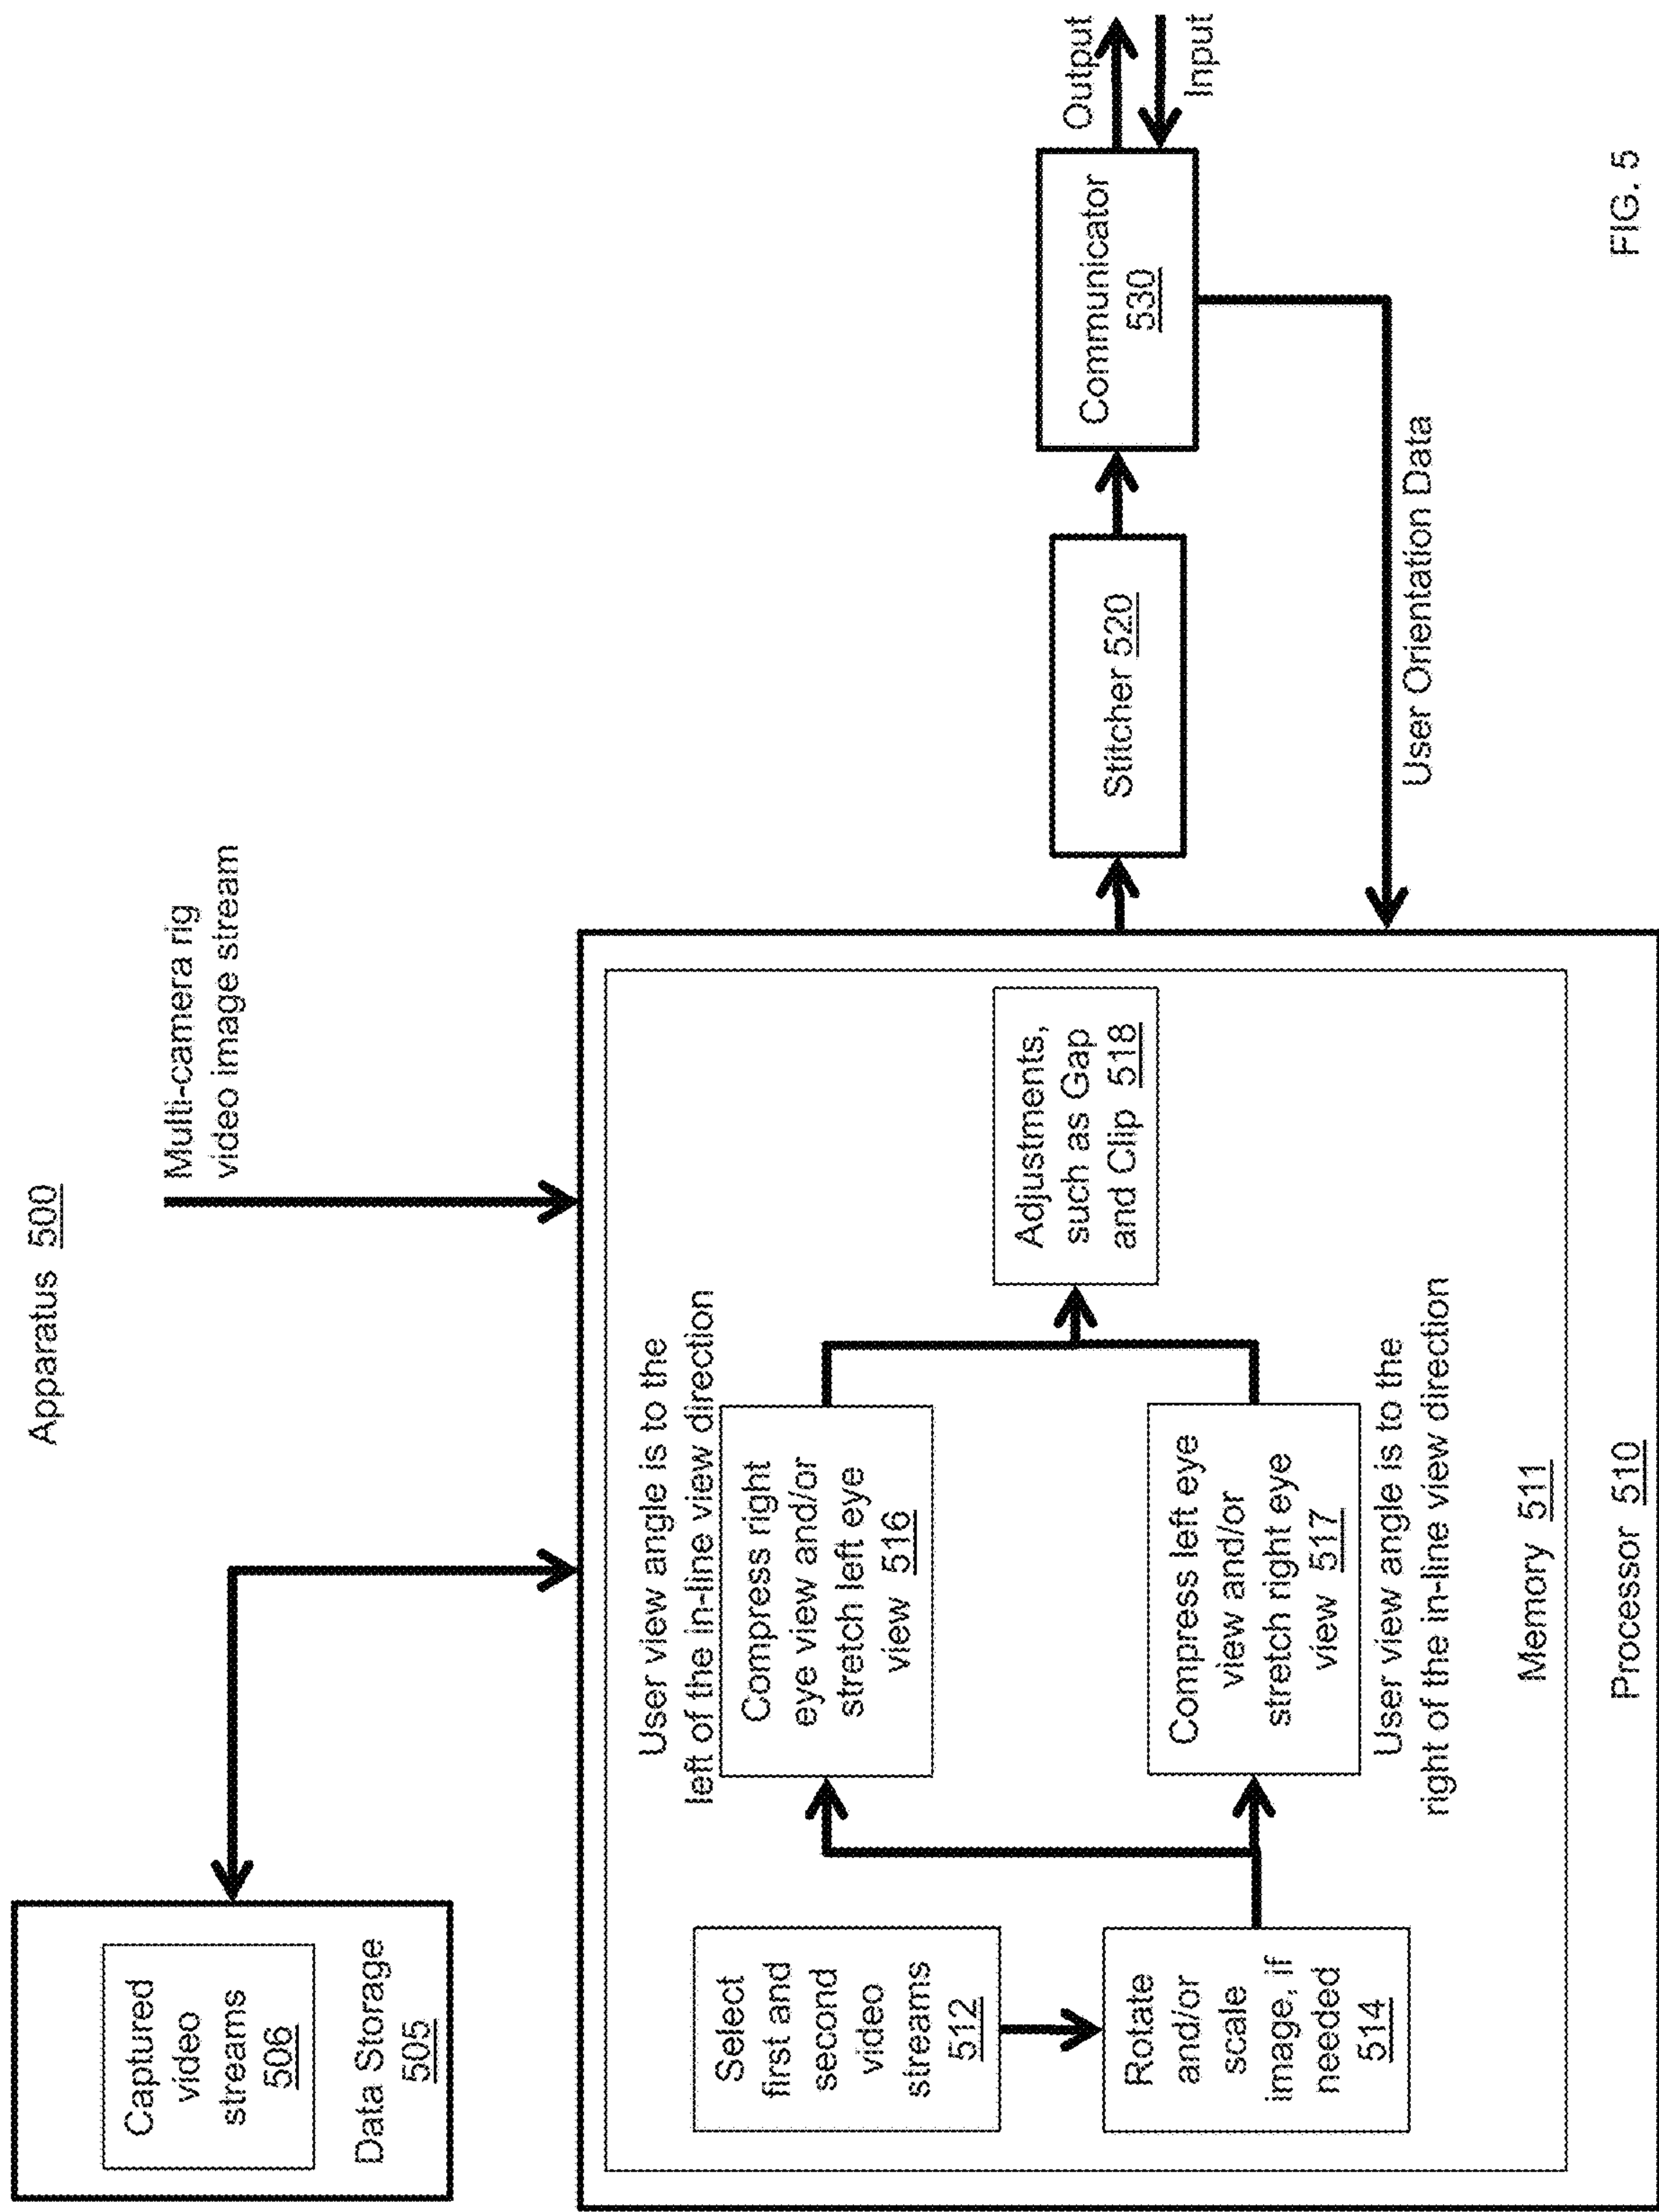 Apparatus 500
Multi-camera rig
video image stream
Captured
video
streams
506
Data Storage
505
User view angle is to the
left of the in-line view direction
Select
first and
second
video
streams
512
Compress right
eye view and/or
stretch left eye
view 516
Adjustments,
such as Gap
and Clip 518
Rotate
and/or
scale
image, if
needed
514
Compress left eye
view and/or
stretch right eye
view 517
User view angle is to the
right of the in-line view direction
Memory 511
Processor 510
Stitcher 520
Communicator
530
Output
Input
User Orientation Data
FIG. 5